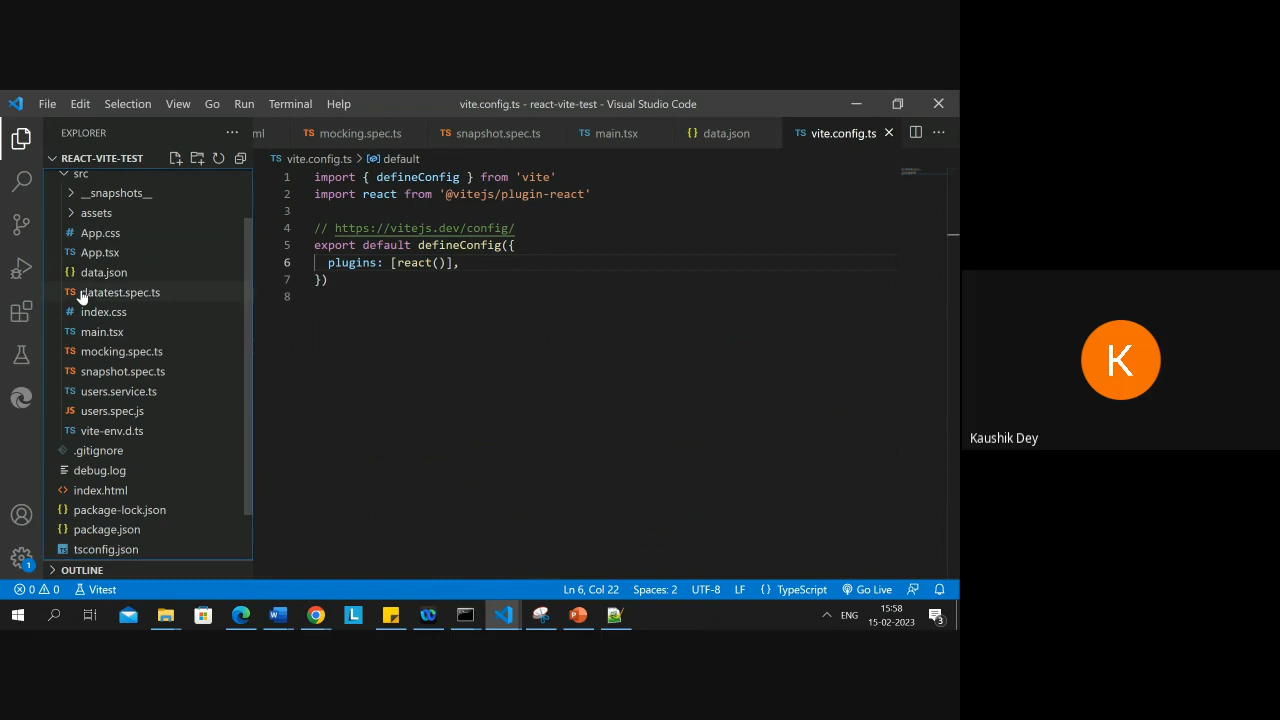 File Edit Selection View Go Run Terminal Help
vite.config.ts - react-vite-test - Visual Studio Code
EXPLORER
ml
TS mocking.spec.ts
TS snapshot.spec.ts
TS main.tsx
{} data.json
TS vite.config.ts
REACT-VITE-TEST
TS vite.config.ts > default
src
__snapshots__
assets
# App.css
TS App.tsx
{} data.json
TS datatest.spec.ts
# index.css
TS main.tsx
TS mocking.spec.ts
TS snapshot.spec.ts
TS users.service.ts
JS users.spec.js
TS vite-env.d.ts
.gitignore
debug.log
<> index.html
{} package-lock.json
{} package.json
TS tsconfig.json
OUTLINE
1 import { defineConfig } from 'vite'
2 import react from '@vitejs/plugin-react'
3
4 // https://vitejs.dev/config/
5 export default defineConfig({
6 plugins: [react()],
7 })
8
1
0 0
Vitest
Ln 6, Col 22
Spaces: 2
UTF-8
LF
{} TypeScript
Go Live
L
ENG
15:58
15-02-2023
3
K
Kaushik Dey